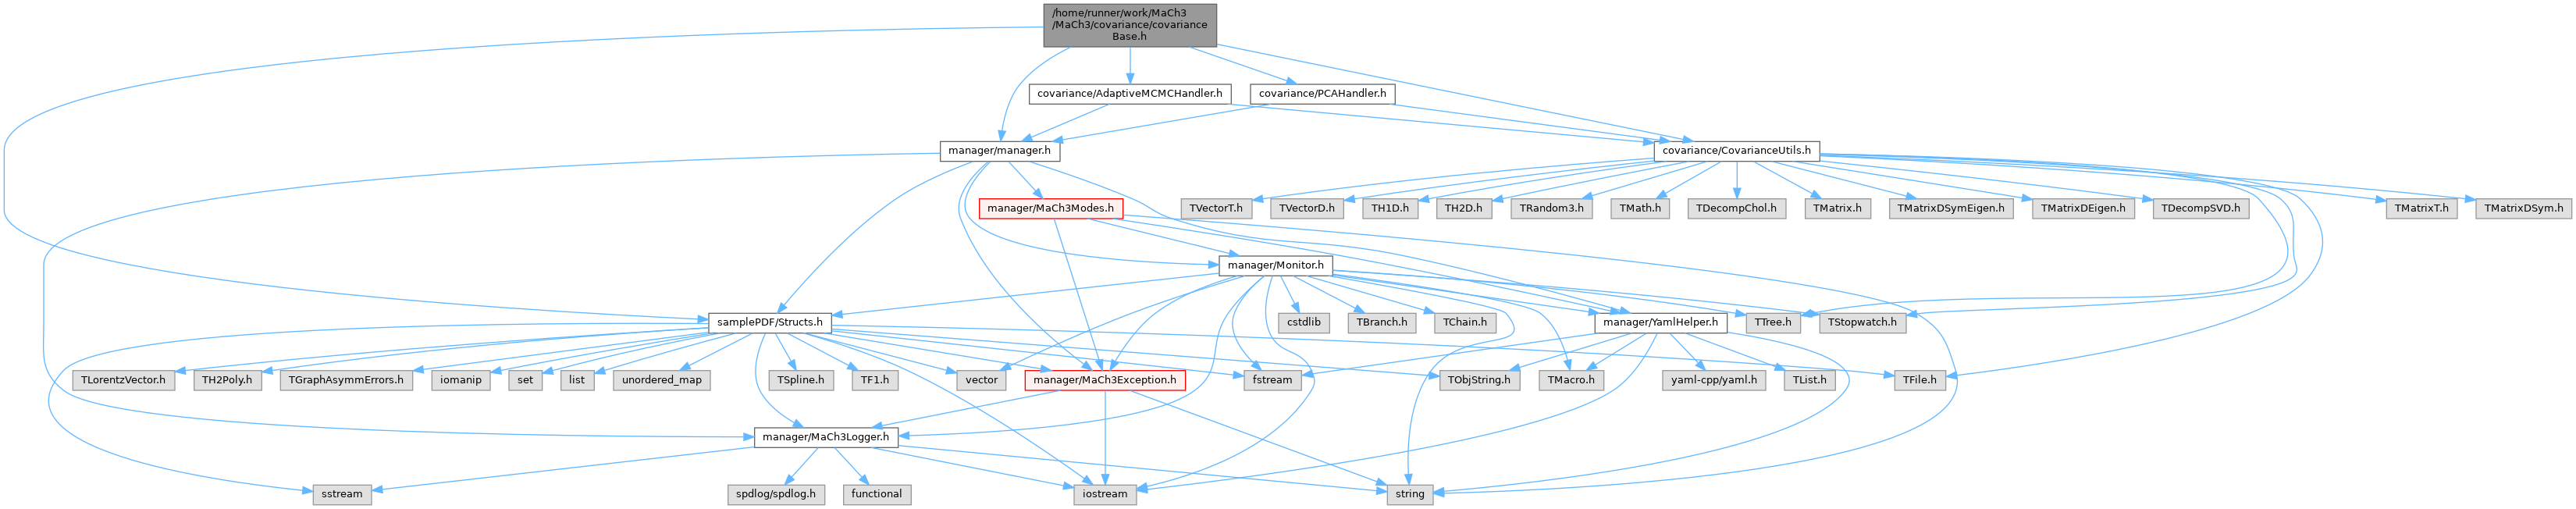 /home/runner/work/MaCh3
/MaCh3/covariance/covariance
Base.h
covariance/AdaptiveMCMCHandler.h
covariance/PCAHandler.h
manager/manager.h
covariance/CovarianceUtils.h
manager/MaCh3Modes.h
TVectorT.h
TVectorD.h
TH1D.h
TH2D.h
TRandom3.h
TMath.h
TDecompChol.h
TMatrix.h
TMatrixDSymEigen.h
TMatrixDEigen.h
TDecompSVD.h
TMatrixT.h
TMatrixDSym.h
manager/Monitor.h
samplePDF/Structs.h
cstdlib
TBranch.h
TChain.h
manager/YamlHelper.h
TTree.h
TStopwatch.h
TLorentzVector.h
TH2Poly.h
TGraphAsymmErrors.h
iomanip
set
list
unordered_map
TSpline.h
TF1.h
vector
manager/MaCh3Exception.h
fstream
TObjString.h
TMacro.h
yaml-cpp/yaml.h
TList.h
TFile.h
manager/MaCh3Logger.h
sstream
spdlog/spdlog.h
functional
iostream
string